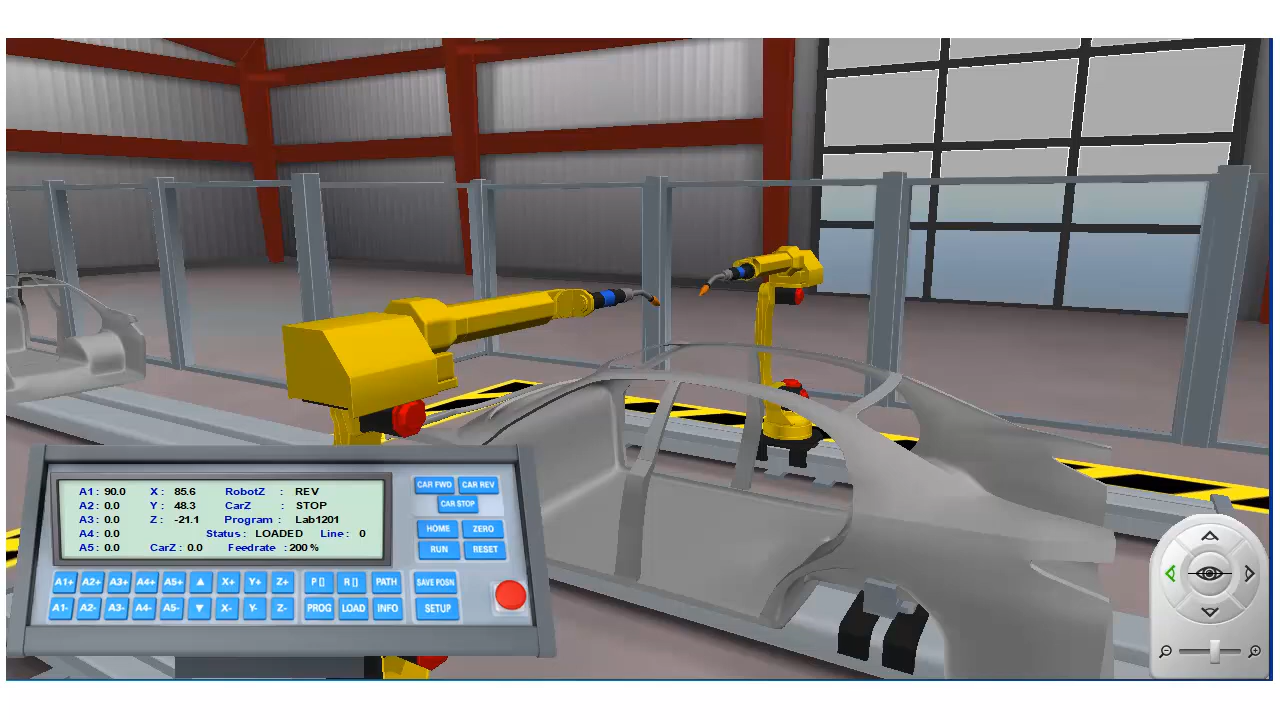 A1: 90.0 X: 85.6 RobotZ : REV
A2: 0.0 Y: 48.3 CarZ : STOP
A3: 0.0 Z: -21.1 Program : Lab1201
A4: 0.0 Status: LOADED Line: 0
A5: 0.0 CarZ: 0.0 Feedrate :200 %
CAR FWD CAR REV
CAR STOP
HOME ZERO
RUN RESET
A1+ A2+ A3+ A4+ A5+ ▲ X+ Y+ Z+ P [] R [] PATH SAVE POSN
A1- A2- A3- A4- A5- ▼ X- Y- Z- PROG LOAD INFO SETUP